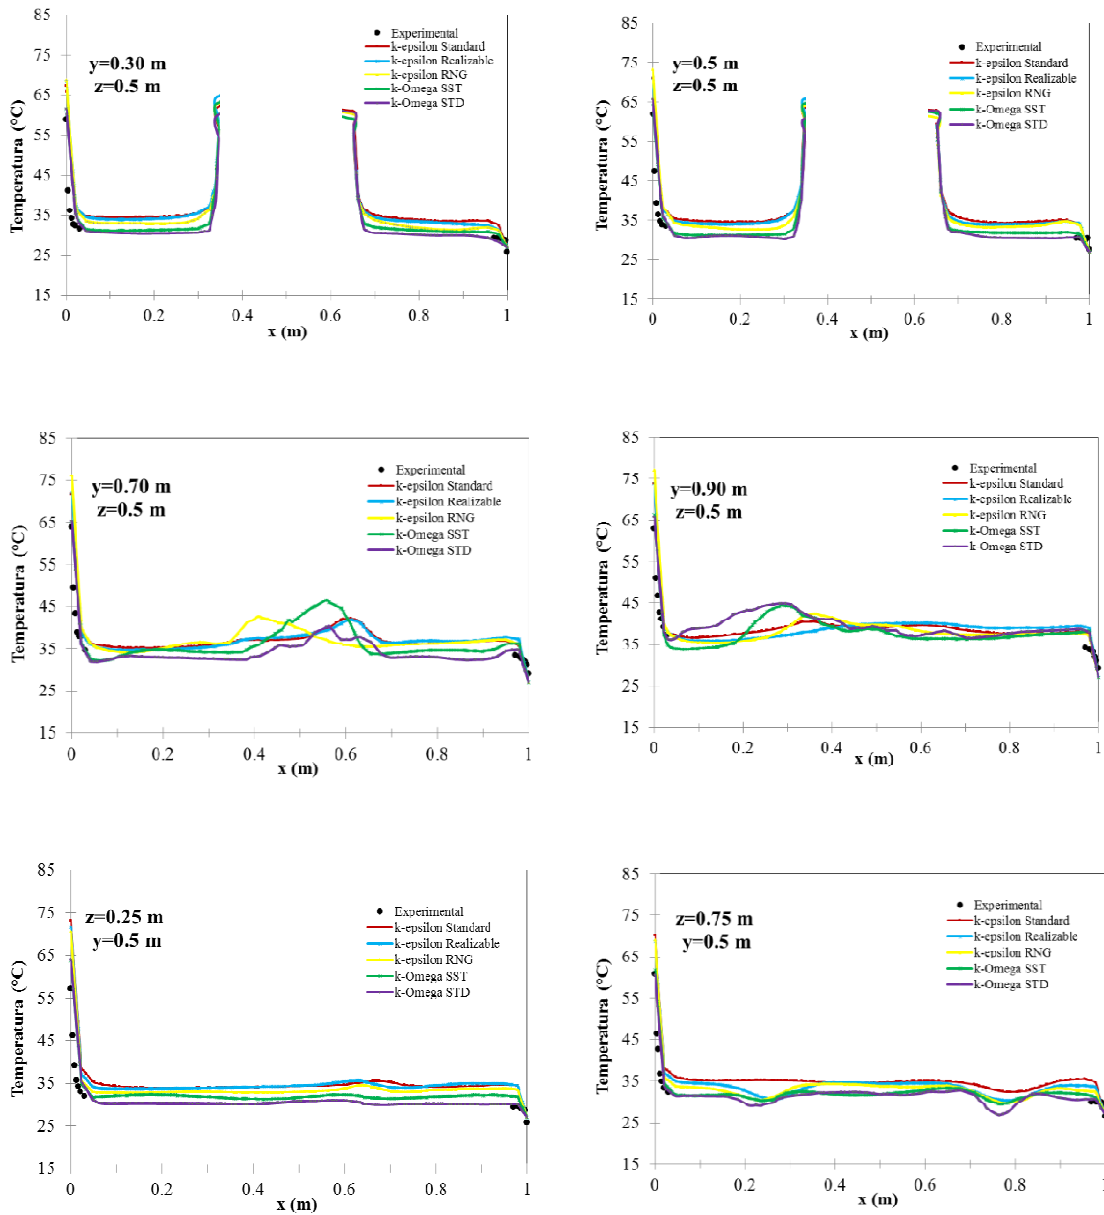 85
75
65
55
45
35
25
15
Temperatura (°C)
y=0.30 m
z=0.5 m
Experimental
k-epsilon Standard
k-epsilon Realizable
k-epsilon RNG
k-Omega SST
k-Omega STD
0 0.2 0.4 0.6 0.8 1
x (m)
85
75
65
55
45
35
25
15
Temperatura (°C)
y=0.5 m
z=0.5 m
Experimental
k-epsilon Standard
k-epsilon Realizable
k-epsilon RNG
k-Omega SST
k-Omega STD
0 0.2 0.4 0.6 0.8 1
x (m)
85
75
65
55
45
35
25
15
Temperatura (°C)
y=0.70 m
z=0.5 m
Experimental
k-epsilon Standard
k-epsilon Realizable
k-epsilon RNG
k-Omega SST
k-Omega STD
0 0.2 0.4 0.6 0.8 1
x (m)
85
75
65
55
45
35
25
15
Temperatura (°C)
y=0.90 m
z=0.5 m
Experimental
k-epsilon Standard
k-epsilon Realizable
k-epsilon RNG
k-Omega SST
k-Omega STD
0 0.2 0.4 0.6 0.8 1
x (m)
85
75
65
55
45
35
25
15
Temperatura (°C)
z=0.25 m
y=0.5 m
Experimental
k-epsilon Standard
k-epsilon Realizable
k-epsilon RNG
k-Omega SST
k-Omega STD
0 0.2 0.4 0.6 0.8 1
x (m)
85
75
65
55
45
35
25
15
Temperatura (°C)
z=0.75 m
y=0.5 m
Experimental
k-epsilon Standard
k-epsilon Realizable
k-epsilon RNG
k-Omega SST
k-Omega STD
0 0.2 0.4 0.6 0.8 1
x (m)